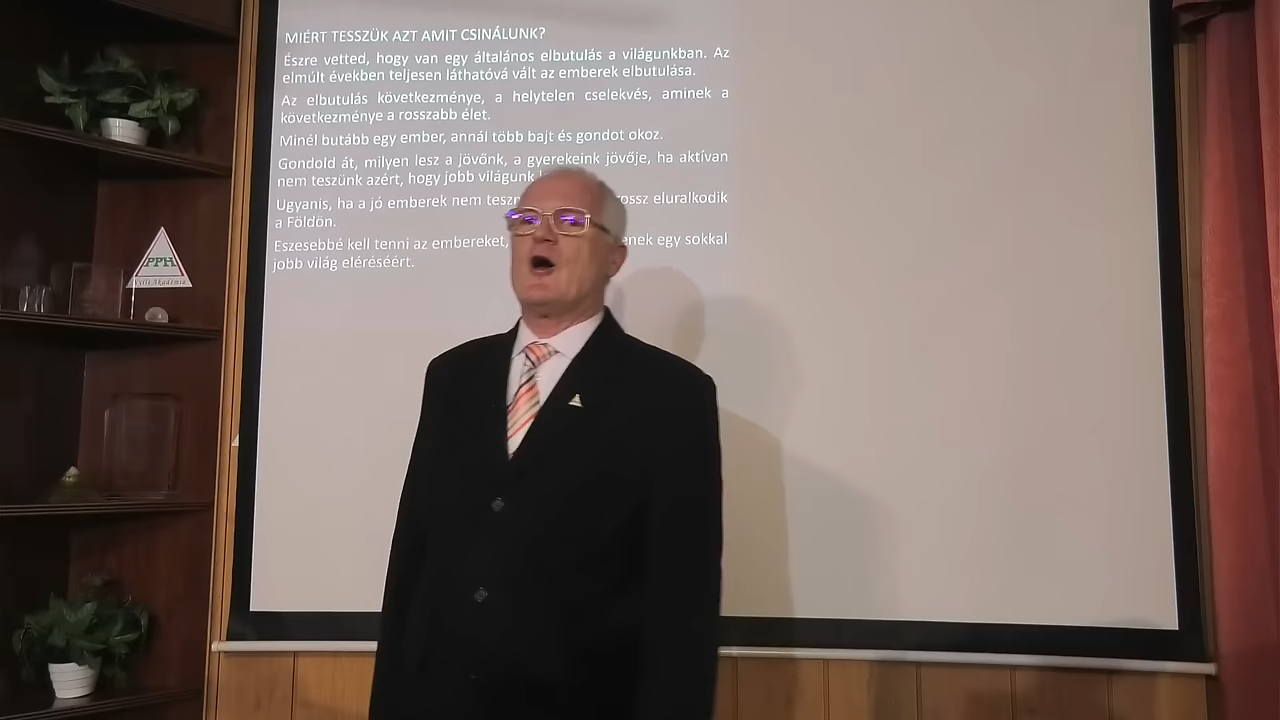 MIÉRT TESSZÜK AZT AMIT CSINÁLUNK?
Észre vetted, hogy van egy általános elbutulás a világunkban. Az
elmúlt években teljesen láthatóvá vált az emberek elbutulása.
Az elbutulás következménye, a helytelen cselekvés, aminek a
következménye a rosszabb élet.
Minél butább egy ember, annál több bajt és gondot okoz.
Gondold át, milyen lesz a jövőnk, a gyerekeink jövője, ha aktívan
nem teszünk azért, hogy jobb világunk
Ugyanis, ha a jó emberek nem eluralkodik
a Földön.
Eszesebbé kell tenni az embereket, egy sokkal
jobb világ eléréséért.
PPH
Nyílt Akadémia